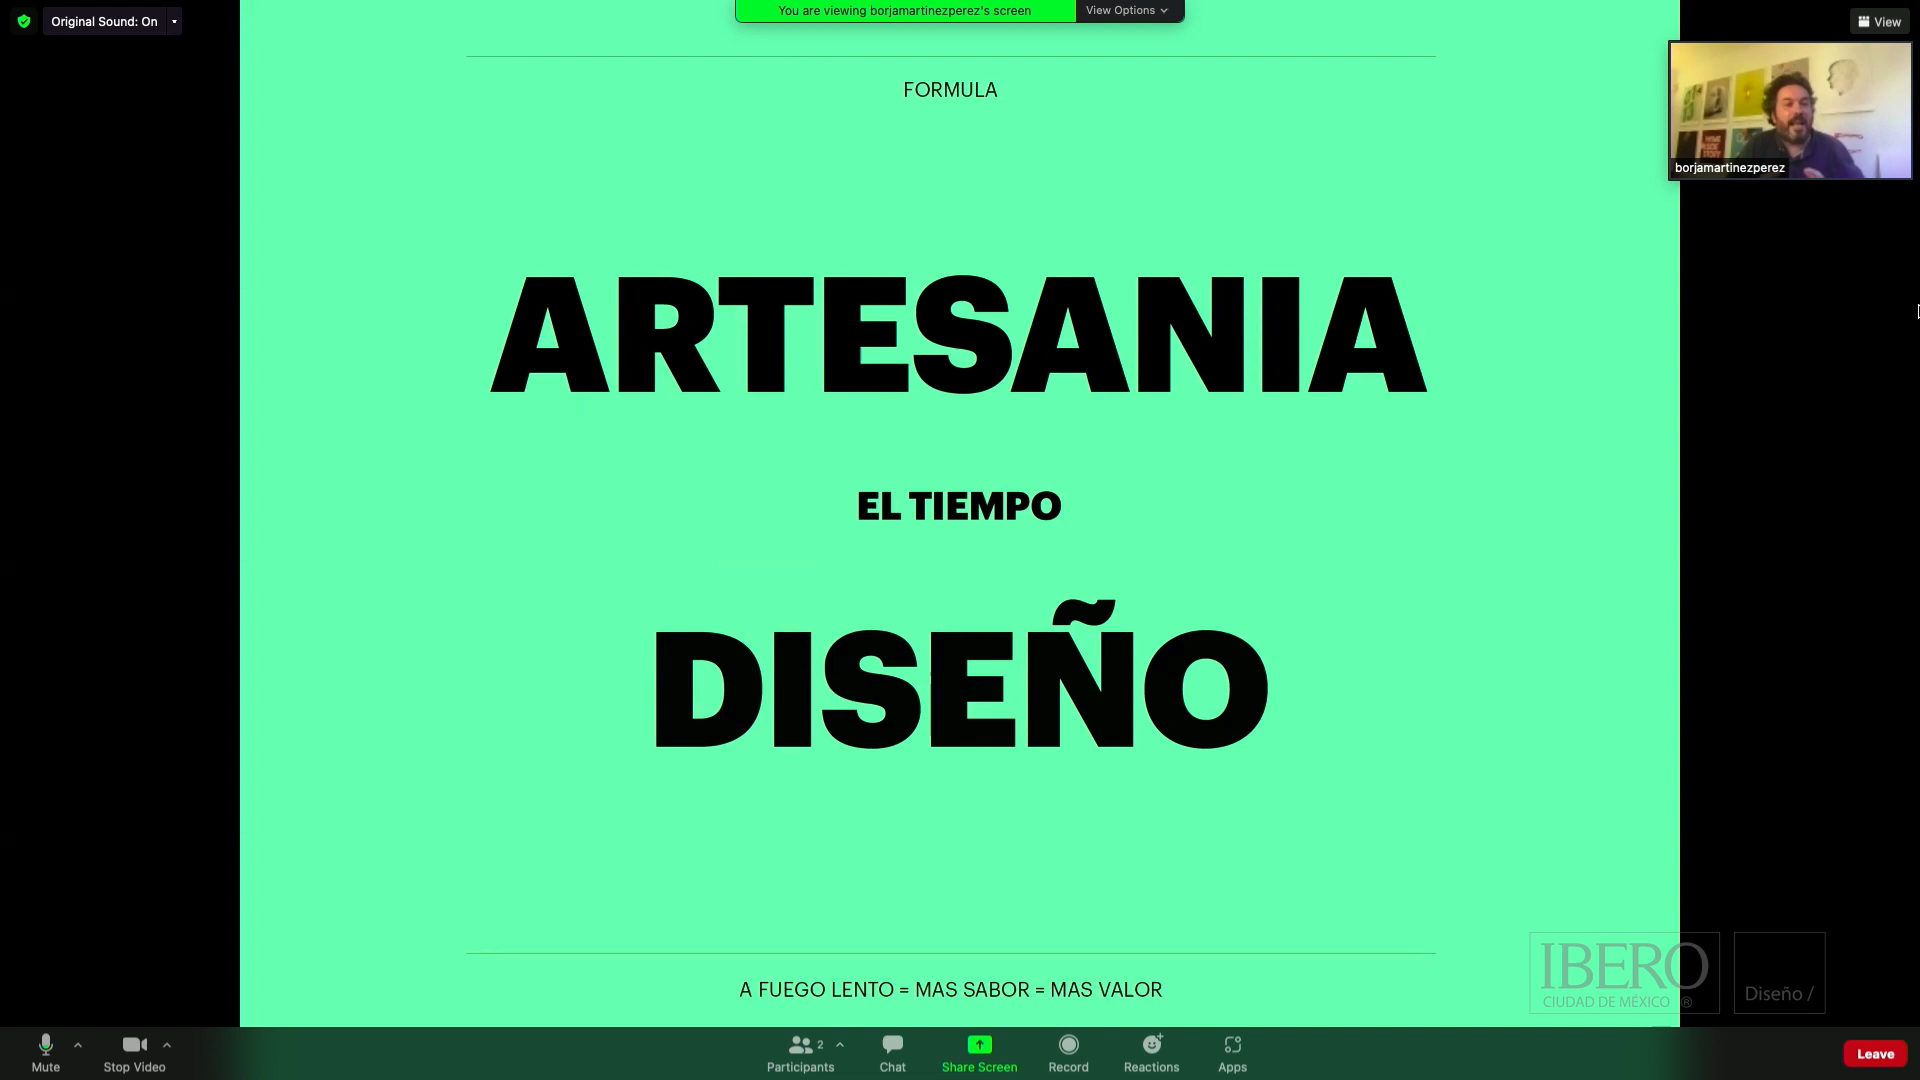 Original Sound: On
You are viewing borjamartinezperez's screen
View Options
View
FORMULA
borjamartinezperez
ARTESANIA
EL TIEMPO
DISEÑO
A FUEGO LENTO = MAS SABOR = MAS VALOR
IBERO
CIUDAD DE MÉXICO ®
Diseño /
Mute
Stop Video
Participants
2
Chat
Share Screen
Record
Reactions
Apps
Leave